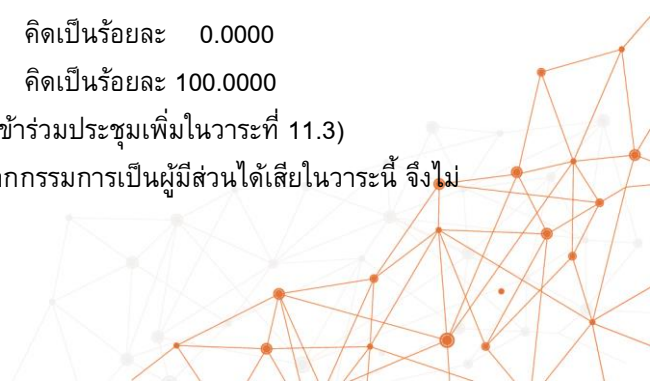 คิดเป็นร้อยละ 0.0000
คิดเป็นร้อยละ 100.0000
ข้าร่วมประชุมเพิ่มในวาระที่ 11.3)
กกรรมการเป็นผู้มีส่วนได้เสียในวาระนี้ จึงไม่